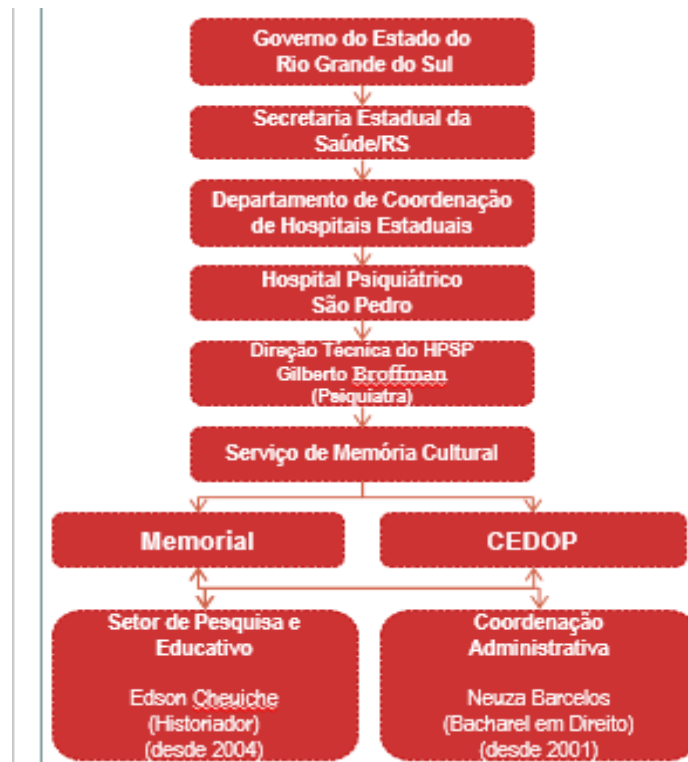 Governo do Estado do
Rio Grande do Sul
Secretaria Estadual da
Saúde/RS
Departamento de Coordenação
de Hospitais Estaduais
Hospital Psiquiátrico
São Pedro
Direção Técnica do HPSP
Gilberto Broffman
(Psiquiatra)
Serviço de Memória Cultural
Memorial
CEDOP
Setor de Pesquisa e
Educativo
Edson Cheuiche
(Historiador)
(desde 2004)
Coordenação
Administrativa
Neuza Barcelos
(Bacharel em Direito)
(desde 2001)